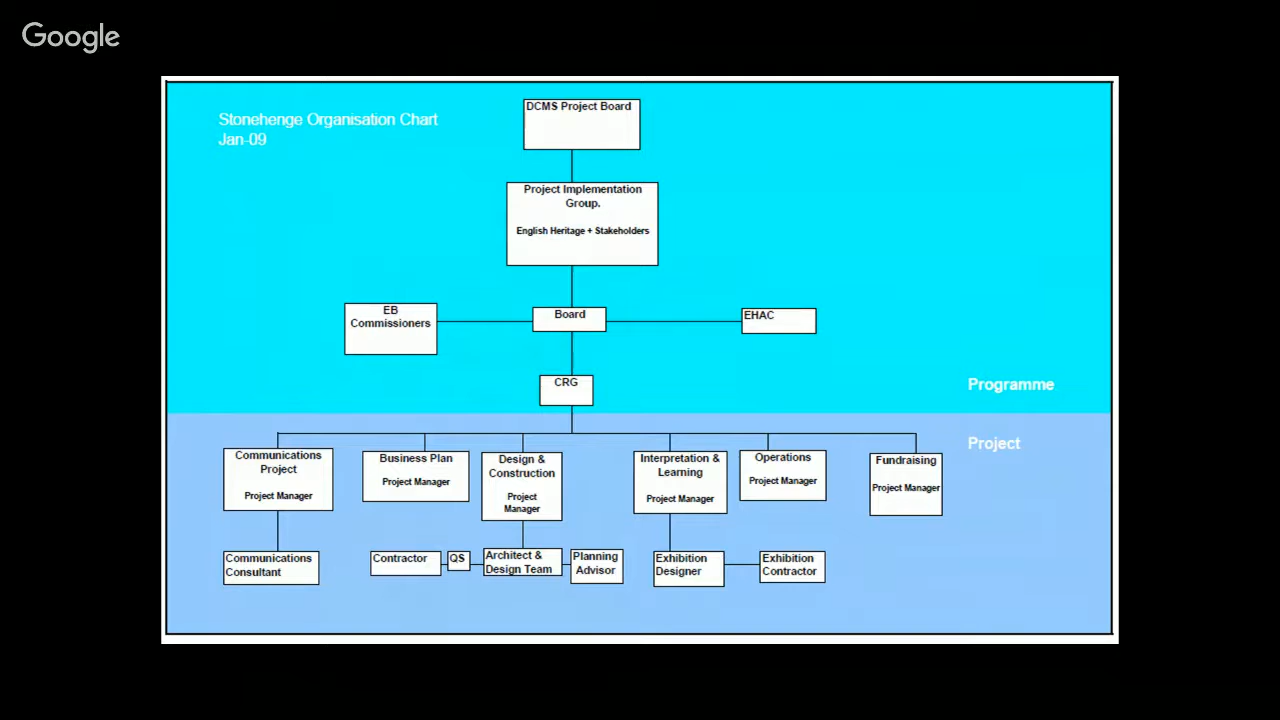 Google
Stonehenge Organisation Chart
Jan-09
DCMS Project Board
Project Implementation
Group.
English Heritage + Stakeholders
EB
Commissioners
Board
EHAC
CRG
Programme
Project
Communications
Project
Project Manager
Business Plan
Project Manager
Design &
Construction
Project
Manager
Interpretation &
Learning
Project Manager
Operations
Project Manager
Fundraising
Project Manager
Communications
Consultant
Contractor
QS
Architect &
Design Team
Planning
Advisor
Exhibition
Designer
Exhibition
Contractor